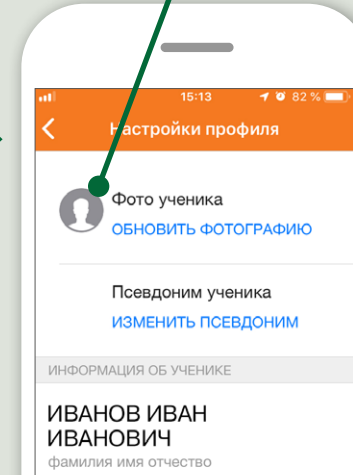 15:13 82 %
Настройки профиля
Фото ученика
ОБНОВИТЬ ФОТОГРАФИЮ
Псевдоним ученика
ИЗМЕНИТЬ ПСЕВДОНИМ
ИНФОРМАЦИЯ ОБ УЧЕНИКЕ
ИВАНОВ ИВАН
ИВАНОВИЧ
фамилия имя отчество